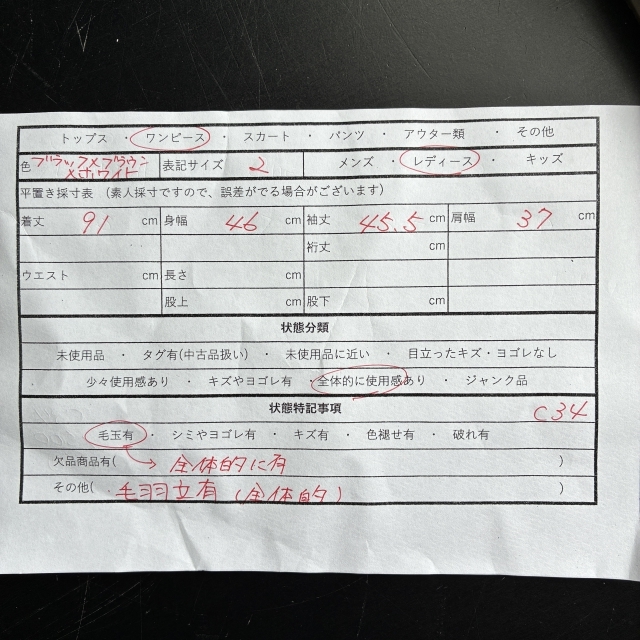 トップス ・ ワンピース ・ スカート ・ パンツ ・ アウター類 ・ その他
色 ブラック×ブラウン×ホワイト 表記サイズ 2 メンズ ・ レディース ・ キッズ
平置き採寸表 (素人採寸ですので、誤差がでる場合がございます)
着丈 91 cm 身幅 46 cm 袖丈 45.5 cm 肩幅 37 cm
裄丈 cm
ウエスト cm 長さ cm
股上 cm 股下 cm
状態分類
未使用品 ・ タグ有(中古品扱い) ・ 未使用品に近い ・ 目立ったキズ・ヨゴレなし
少々使用感あり ・ キズやヨゴレ有 ・ 全体的に使用感あり ・ ジャンク品
状態特記事項 C34
毛玉有 ・ シミやヨゴレ有 ・ キズ有 ・ 色褪せ有 ・ 破れ有
欠品商品有( 全体的に有 )
その他( 毛羽立有 (全体的) )